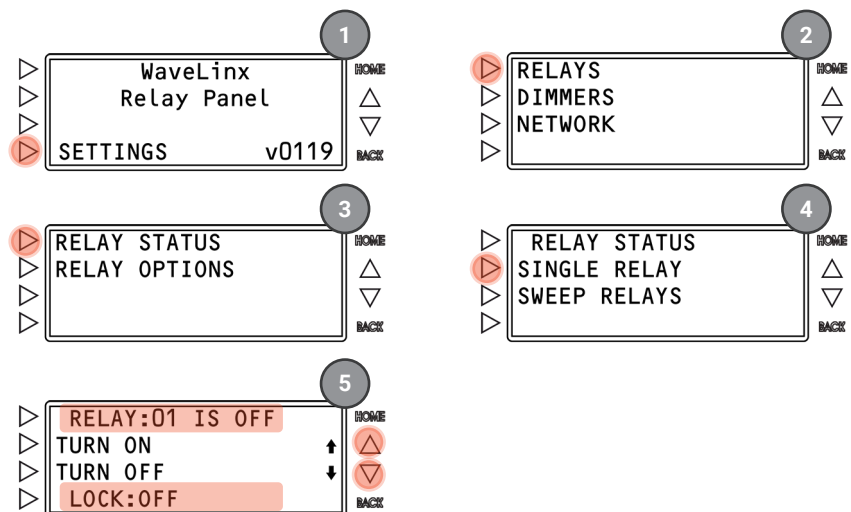 1
WaveLinx
HOME
Relay Panel
SETTINGS v0119
BACK
2
RELAYS
HOME
DIMMERS
NETWORK
BACK
3
RELAY STATUS
HOME
RELAY OPTIONS
BACK
4
RELAY STATUS
HOME
SINGLE RELAY
SWEEP RELAYS
BACK
5
RELAY:01 IS OFF
HOME
TURN ON
TURN OFF
LOCK:OFF
BACK